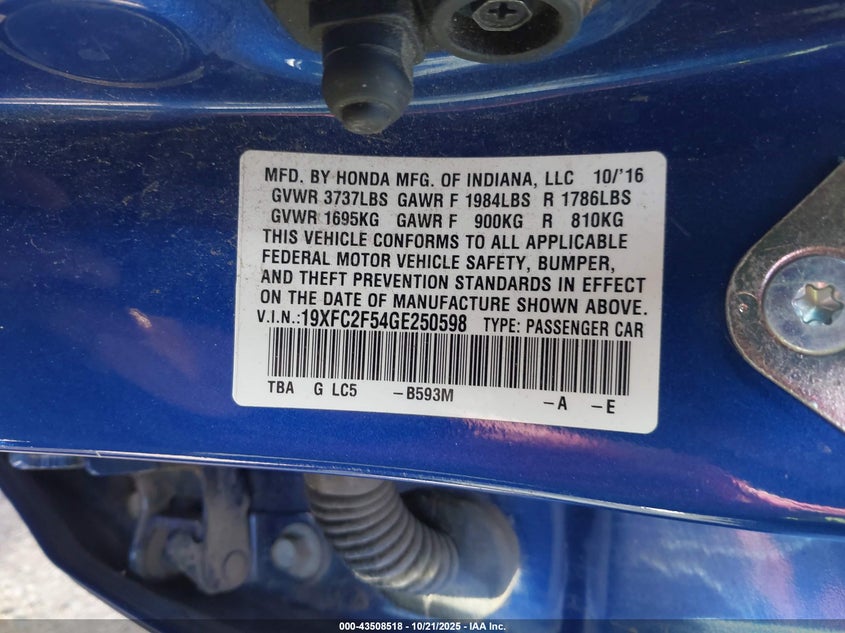 MFD. BY HONDA MFG. OF INDIANA, LLC 10/'16
GVWR 3737LBS GAWR F 1984LBS R 1786LBS
GVWR 1695KG GAWR F 900KG R 810KG
THIS VEHICLE CONFORMS TO ALL APPLICABLE
FEDERAL MOTOR VEHICLE SAFETY, BUMPER,
AND THEFT PREVENTION STANDARDS IN EFFECT
ON THE DATE OF MANUFACTURE SHOWN ABOVE.
V.I.N.:19XFC2F54GE250598 TYPE: PASSENGER CAR
TBA G LC5 -B593M -A -E
000-43508518 - 10/21/2025 - IAA Inc.